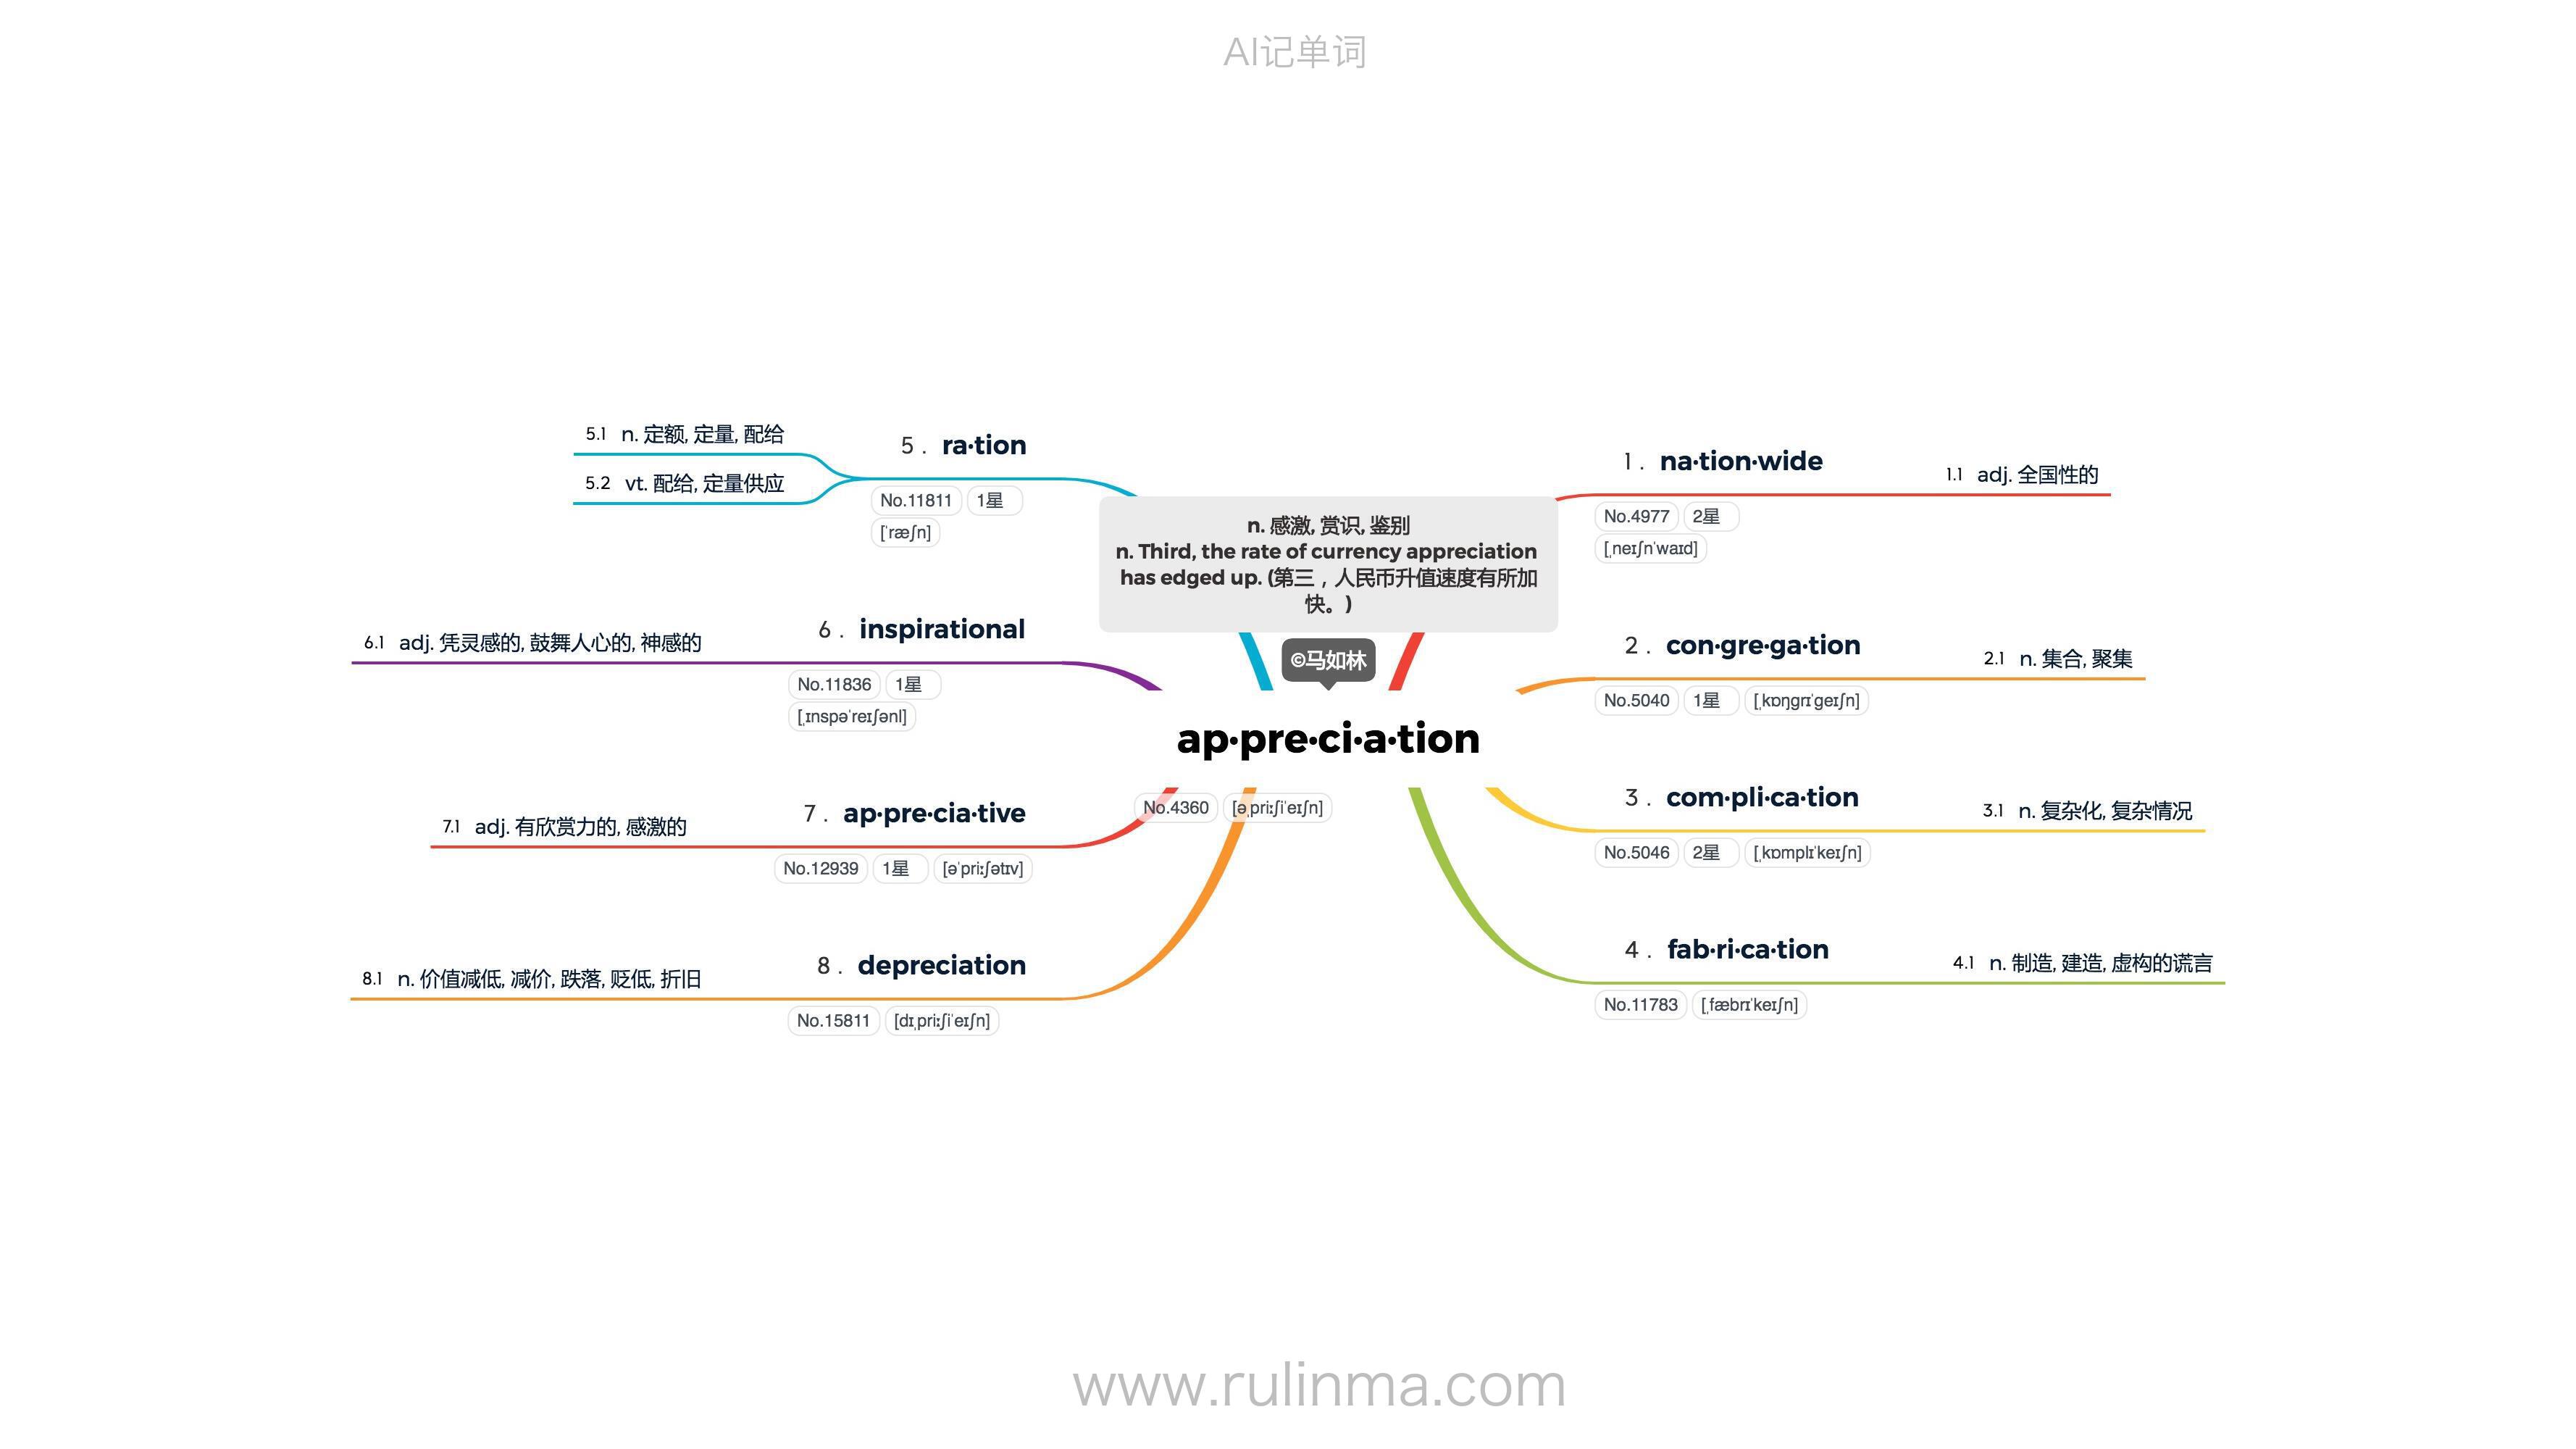 AI记单词
n. 感激, 赏识, 鉴别
n. Third, the rate of currency appreciation
has edged up. (第三，人民币升值速度有所加
快。)
©马如林
ap·pre·ci·a·tion
No.4360 [əˌpriːʃiˈeɪʃn]
1. na·tion·wide
No.4977 2星
[ˌneɪʃnˈwaɪd]
1.1 adj. 全国性的
2. con·gre·ga·tion
No.5040 1星 [ˌkɒŋɡrɪˈɡeɪʃn]
2.1 n. 集合, 聚集
3. com·pli·ca·tion
No.5046 2星 [ˌkɒmplɪˈkeɪʃn]
3.1 n. 复杂化, 复杂情况
4. fab·ri·ca·tion
No.11783 [ˌfæbrɪˈkeɪʃn]
4.1 n. 制造, 建造, 虚构的谎言
5. ra·tion
No.11811 1星
[ˈræʃn]
5.1 n. 定额, 定量, 配给
5.2 vt. 配给, 定量供应
6. inspirational
No.11836 1星
[ˌɪnspəˈreɪʃənl]
6.1 adj. 凭灵感的, 鼓舞人心的, 神感的
7. ap·pre·cia·tive
No.12939 1星 [əˈpriːʃətɪv]
7.1 adj. 有欣赏力的, 感激的
8. depreciation
No.15811 [dɪˌpriːʃiˈeɪʃn]
8.1 n. 价值减低, 减价, 跌落, 贬低, 折旧
www.rulinma.com